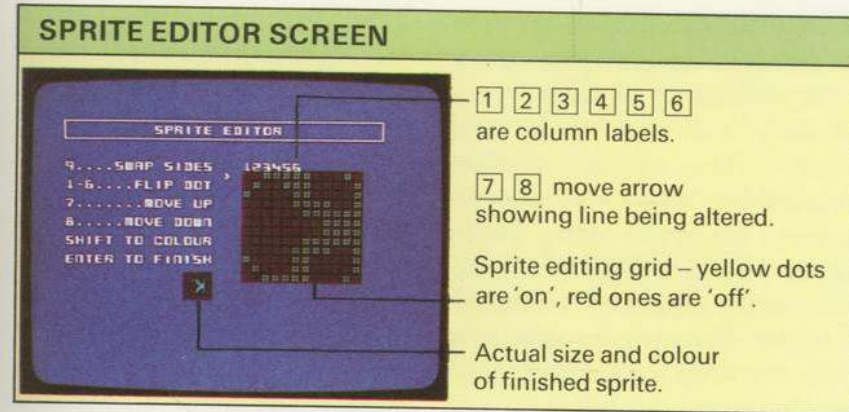 SPRITE EDITOR SCREEN
SPRITE EDITOR
9....SWAP SIDES
123456
1-6....FLIP DOT
7.......MOVE UP
8.....MOVE DOWN
SHIFT TO COLOUR
ENTER TO FINISH
1 2 3 4 5 6
are column labels.
7 8 move arrow
showing line being altered.
Sprite editing grid – yellow dots
are 'on', red ones are 'off'.
Actual size and colour
of finished sprite.